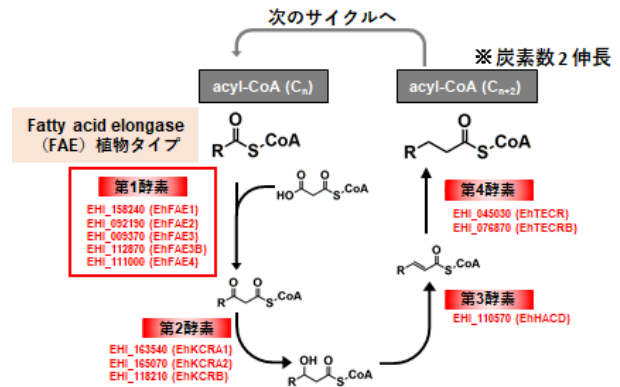 次のサイクルへ
※炭素数2伸長
acyl-CoA (Cn)
acyl-CoA (Cn+2)
Fatty acid elongase
（FAE）植物タイプ
O
R
S
CoA
O
R
S
CoA
第1酵素
EHI_158240 (EhFAE1)
EHI_092190 (EhFAE2)
EHI_009370 (EhFAE3)
EHI_112870 (EhFAE3B)
EHI_111000 (EhFAE4)
O
O
HO
S
CoA
第4酵素
EHI_045030 (EhTECR)
EHI_076870 (EhTECRB)
O
R
S
CoA
O
O
R
S
CoA
第3酵素
EHI_110570 (EhHACD)
第2酵素
EHI_163540 (EhKCRA1)
EHI_165070 (EhKCRA2)
EHI_118210 (EhKCRB)
OH
O
R
S
CoA